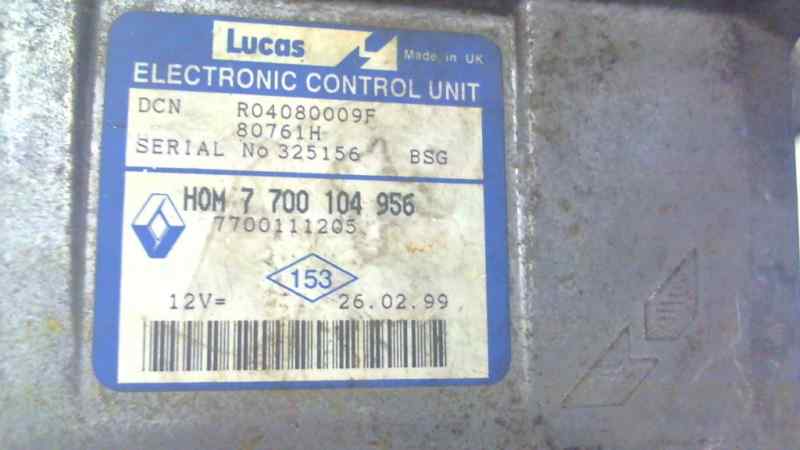 Lucas
Made in UK
ELECTRONIC CONTROL UNIT
DCN R04080009F
80761H
SERIAL No 325156 BSG
HOM 7 700 104 956
7700111205
153
12V= 26.02.99